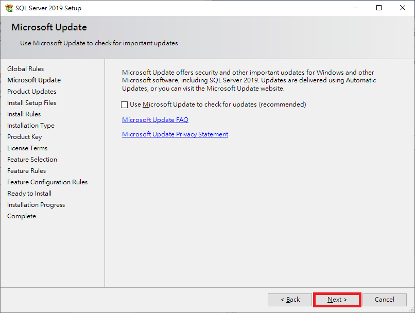 SQL Server 2019 Setup
Microsoft Update
Use Microsoft Update to check for important updates
Global Rules
Microsoft Update
Product Updates
Install Setup Files
Install Rules
Installation Type
Product Key
License Terms
Feature Selection
Feature Rules
Feature Configuration Rules
Ready to Install
Installation Progress
Complete
Microsoft Update offers security and other important updates for Windows and other
Microsoft software, including SQL Server 2019. Updates are delivered using Automatic
Updates, or you can visit the Microsoft Update website.
Use Microsoft Update to check for updates (recommended)
Microsoft Update FAQ
Microsoft Update Privacy Statement
< Back
Next >
Cancel